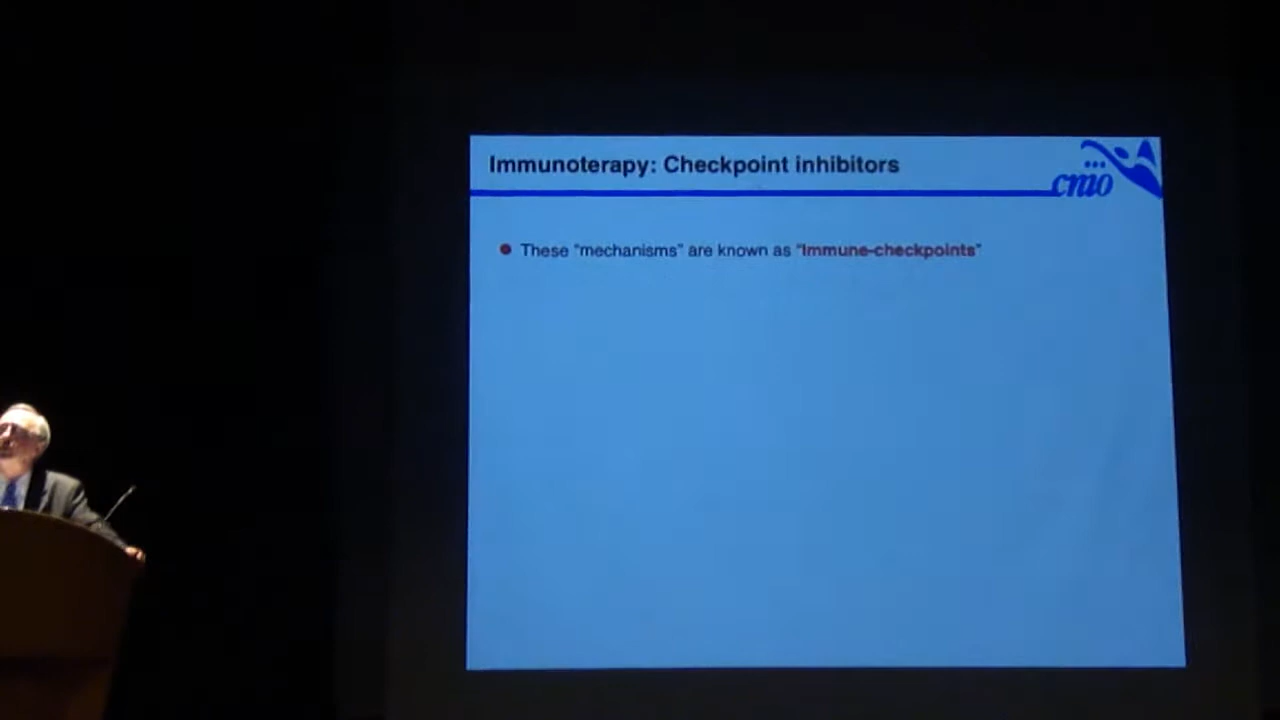 Immunoterapy: Checkpoint inhibitors
cnio
These "mechanisms" are known as "Immune-checkpoints"